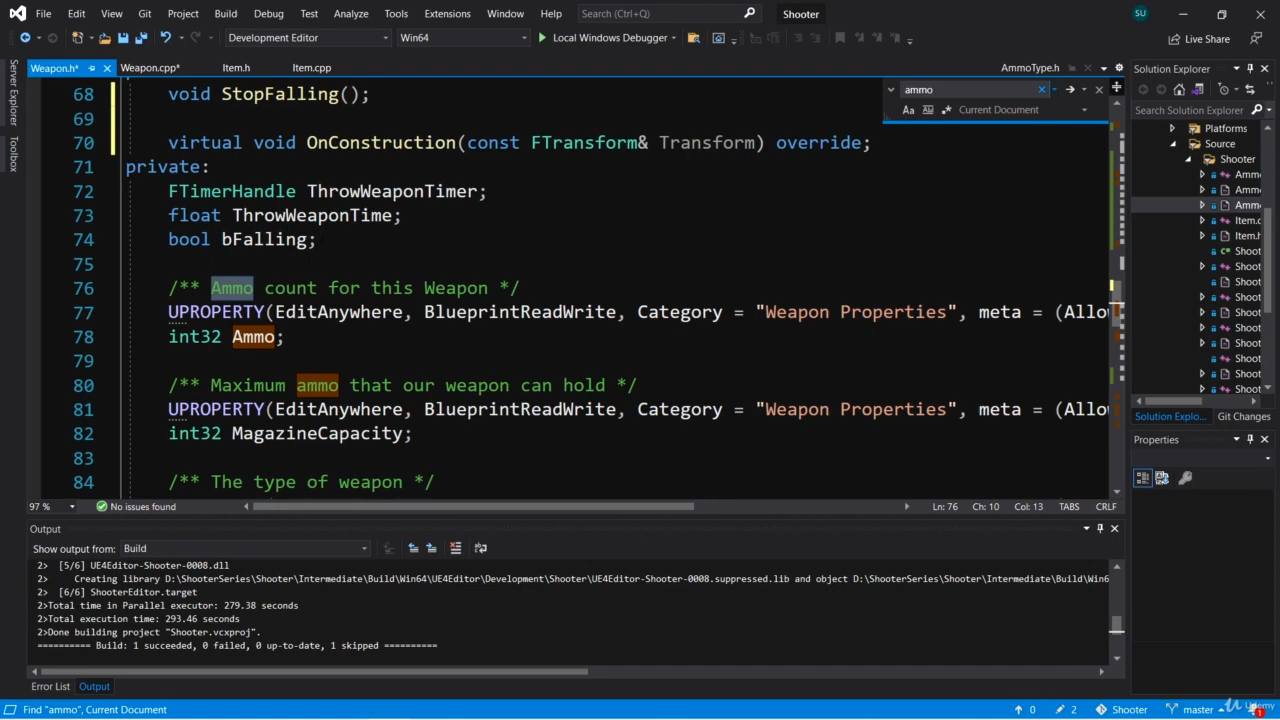 File Edit View Git Project Build Debug Test Analyze Tools Extensions Window Help Search (Ctrl+Q) Shooter SU
Development Editor Win64 Local Windows Debugger Live Share
Server Explorer
Toolbox
Weapon.h* Weapon.cpp* Item.h Item.cpp AmmoType.h
ammo
Aa Current Document
68 void StopFalling();
69
70 virtual void OnConstruction(const FTransform& Transform) override;
71 private:
72 FTimerHandle ThrowWeaponTimer;
73 float ThrowWeaponTime;
74 bool bFalling;
75
76 /** Ammo count for this Weapon */
77 UPROPERTY(EditAnywhere, BlueprintReadWrite, Category = "Weapon Properties", meta = (Allo
78 int32 Ammo;
79
80 /** Maximum ammo that our weapon can hold */
81 UPROPERTY(EditAnywhere, BlueprintReadWrite, Category = "Weapon Properties", meta = (Allo
82 int32 MagazineCapacity;
83
84 /** The type of weapon */
97 % No issues found Ln: 76 Ch: 10 Col: 13 TABS CRLF
Solution Explorer
Search Solution Explorer
Platforms
Source
Shooter
Ammo
Ammo
Ammo
Item.c
Item.h
Shoot
Shoot
Shoot
Shoot
Shoot
Shoot
Shoot
Shoot
Shoot
Shoot
Solution Explo... Git Changes
Properties
Output
Show output from: Build
2> [5/6] UE4Editor-Shooter-0008.dll
2> Creating library D:\ShooterSeries\Shooter\Intermediate\Build\Win64\UE4Editor\Development\Shooter\UE4Editor-Shooter-0008.suppressed.lib and object D:\ShooterSeries\Shooter\Intermediate\Build\Win6
2> [6/6] ShooterEditor.target
2>Total time in Parallel executor: 279.38 seconds
2>Total execution time: 293.46 seconds
2>Done building project "Shooter.vcxproj".
========== Build: 1 succeeded, 0 failed, 0 up-to-date, 1 skipped ==========
Error List Output
Find "ammo", Current Document 0 2 Shooter master 1
Udemy